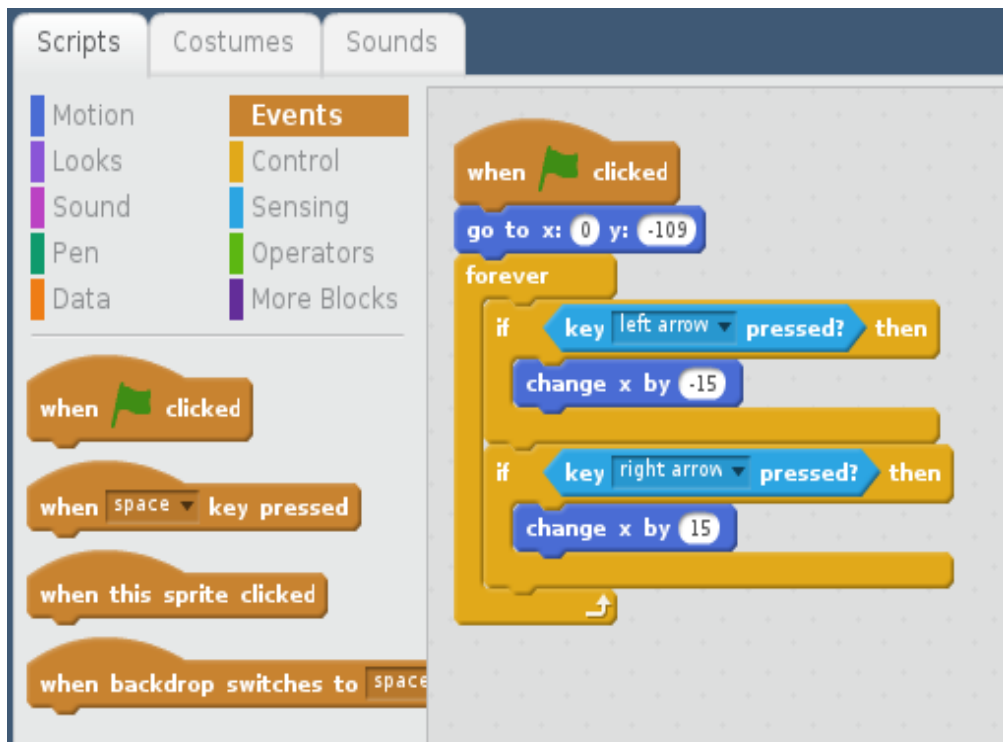 Scripts Costumes Sounds
Motion Events
Looks Control
Sound Sensing
Pen Operators
Data More Blocks
when clicked
when space key pressed
when this sprite clicked
when backdrop switches to space
when clicked
go to x: 0 y: -109
forever
if key left arrow pressed? then
change x by -15
if key right arrow pressed? then
change x by 15